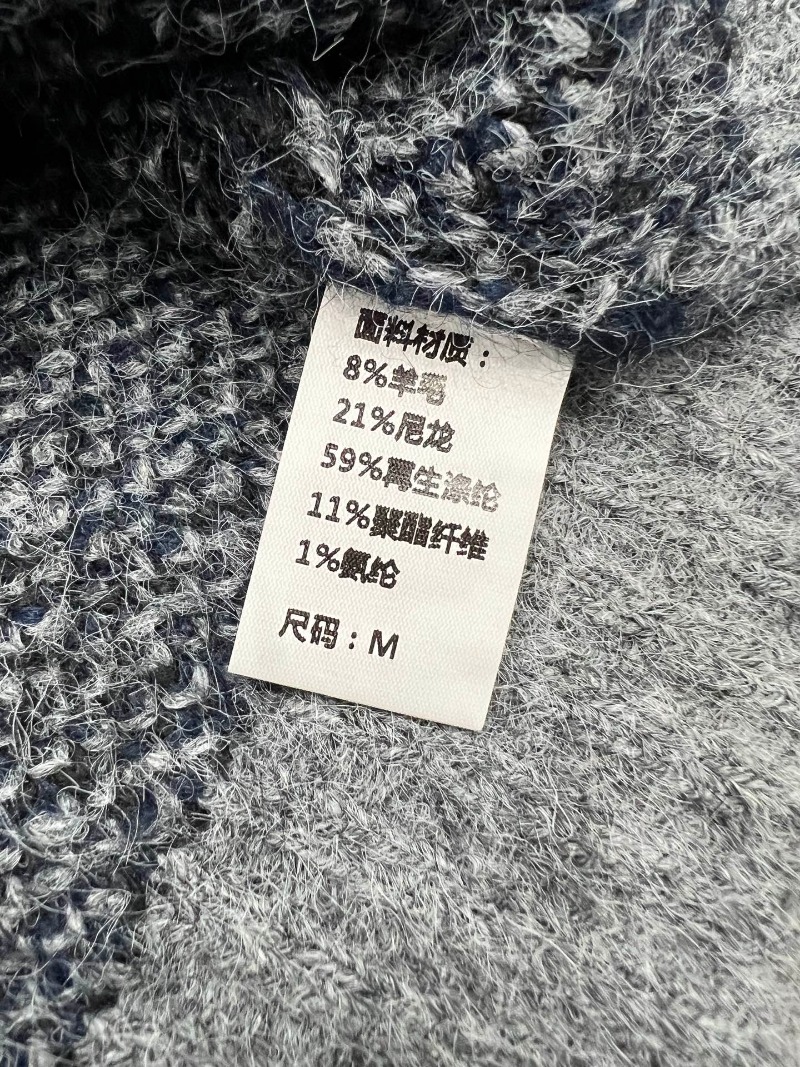 面料材质：
8%羊毛
21%尼龙
59%再生涤纶
11%聚酯纤维
1%氨纶
尺码：M